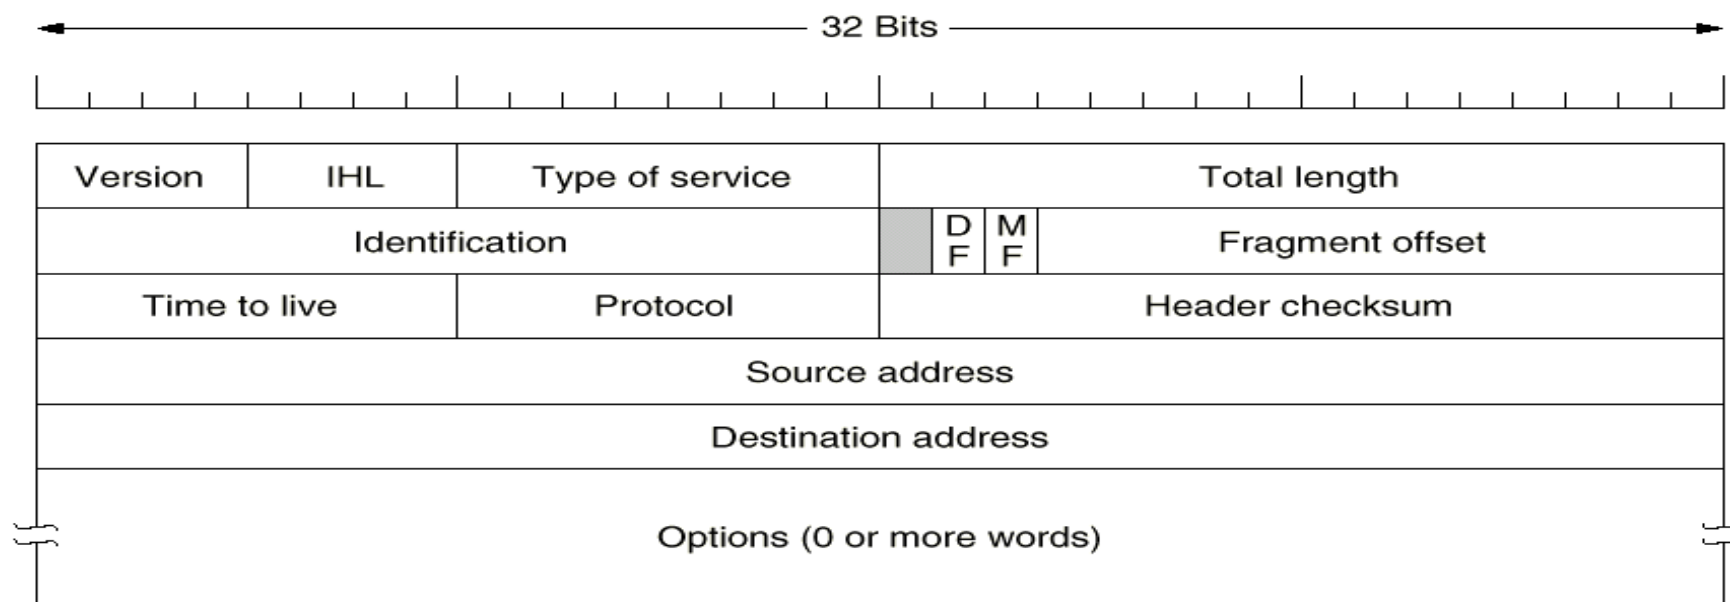 32 Bits
Version IHL Type of service Total length
Identification D F M F Fragment offset
Time to live Protocol Header checksum
Source address
Destination address
Options (0 or more words)